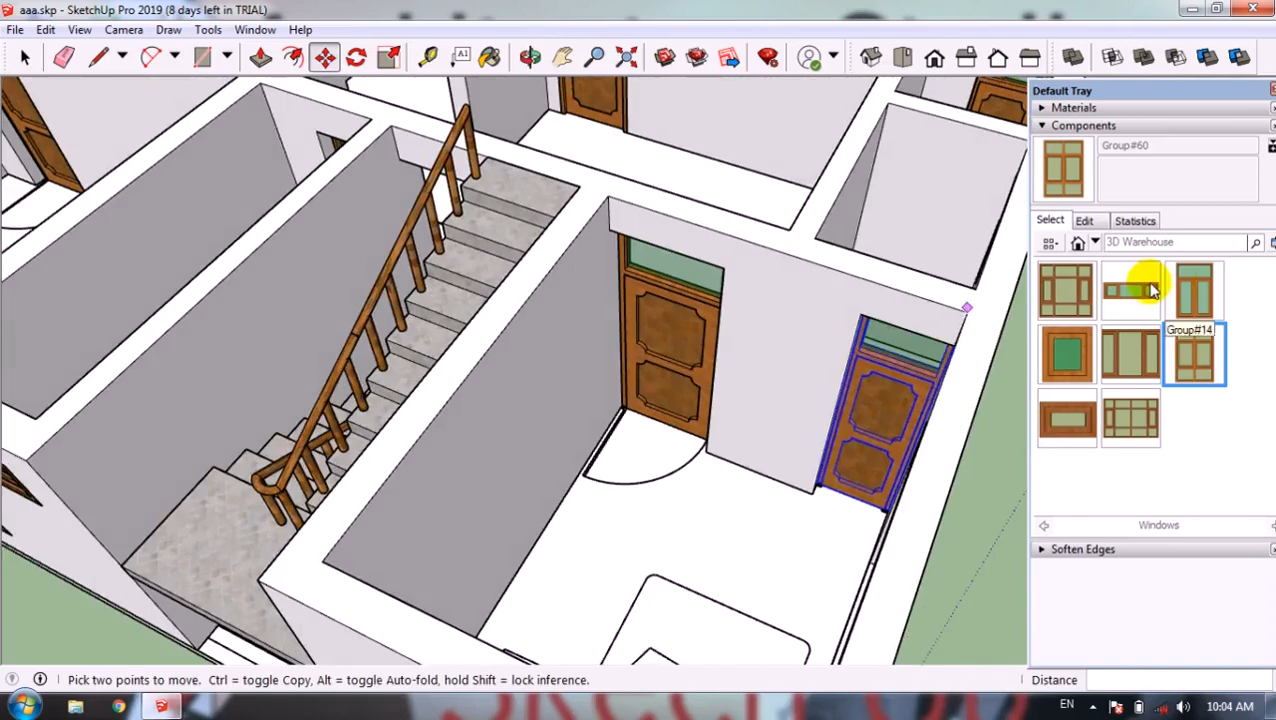 aaa.skp - SketchUp Pro 2019 (8 days left in TRIAL)
File Edit View Camera Draw Tools Window Help
A1
Default Tray
Materials
Components
Group#60
Select Edit Statistics
3D Warehouse
Group#14
Windows
Soften Edges
Pick two points to move. Ctrl = toggle Copy, Alt = toggle Auto-fold, hold Shift = lock inference.
Distance
EN
10:04 AM